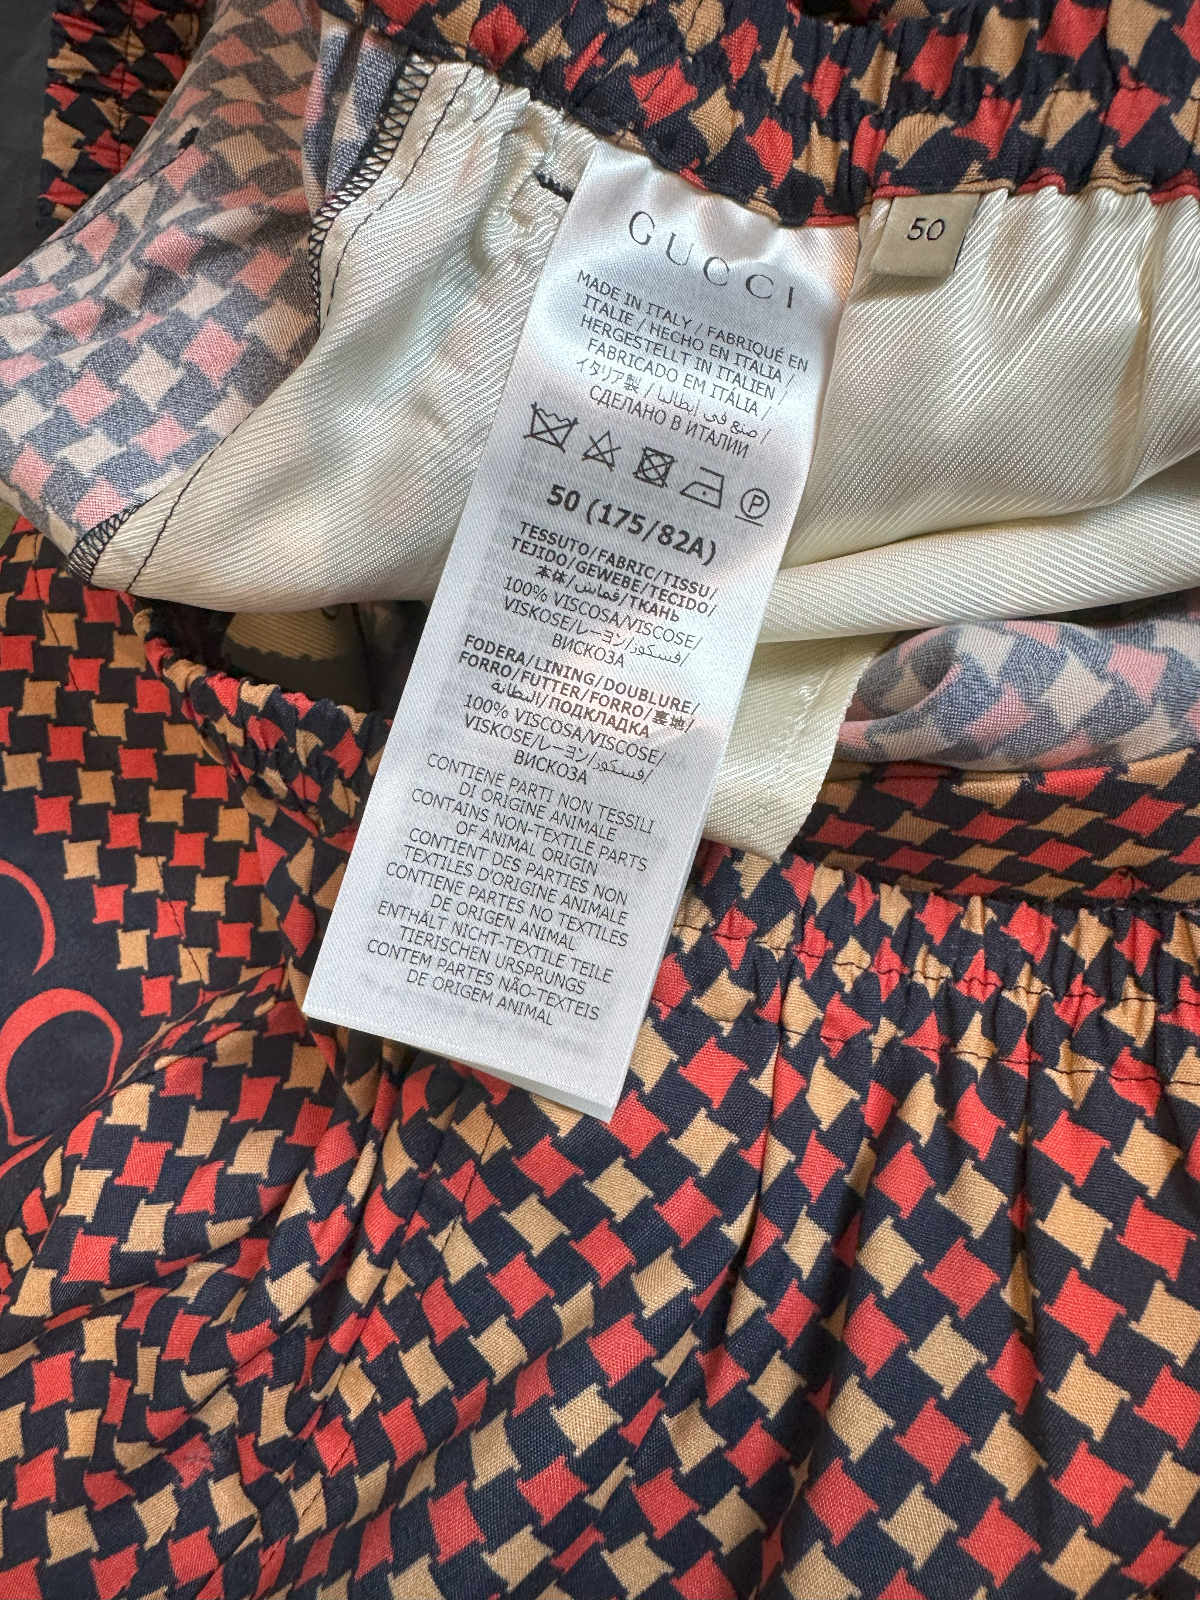 GUCCI
50
MADE IN ITALY / FABRIQUÉ EN
ITALIE / HECHO EN ITALIA /
HERGESTELLT IN ITALIEN /
FABRICADO EM ITÁLIA /
イタリア製 / صنع في إيطاليا /
СДЕЛАНО В ИТАЛИИ
P
50 (175/82A)
TESSUTO/FABRIC/TISSU/
TEJIDO/GEWEBE/TECIDO/
本体/قماش/ТКАНЬ
100% VISCOSA/VISCOSE/
VISKOSE/レーヨン/فسكوز/
ВИСКОЗА
FODERA/LINING/DOUBLURE/
FORRO/FUTTER/FORRO/裏地/
البطانة/ПОДКЛАДКА
100% VISCOSA/VISCOSE/
VISKOSE/レーヨン/فسكوز/
ВИСКОЗА
CONTIENE PARTI NON TESSILI
DI ORIGINE ANIMALE
CONTAINS NON-TEXTILE PARTS
OF ANIMAL ORIGIN
CONTIENT DES PARTIES NON
TEXTILES D'ORIGINE ANIMALE
CONTIENE PARTES NO TEXTILES
DE ORIGEN ANIMAL
ENTHÄLT NICHT-TEXTILE TEILE
TIERISCHEN URSPRUNGS
CONTEM PARTES NÃO-TEXTEIS
DE ORIGEM ANIMAL